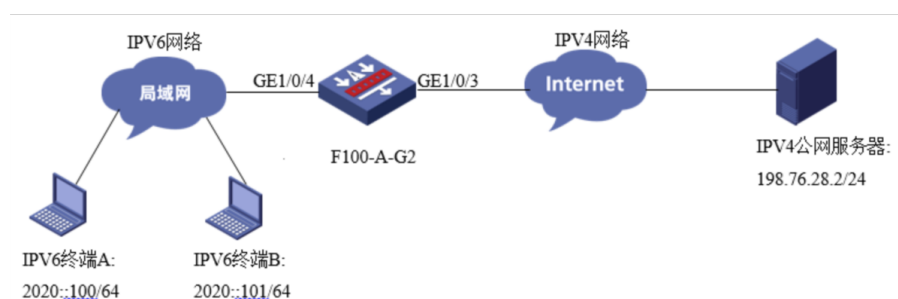 IPV6网络
IPV4网络
局域网
GE1/0/4
GE1/0/3
Internet
F100-A-G2
IPV4公网服务器:
198.76.28.2/24
IPV6终端A:
2020::100/64
IPV6终端B:
2020::101/64